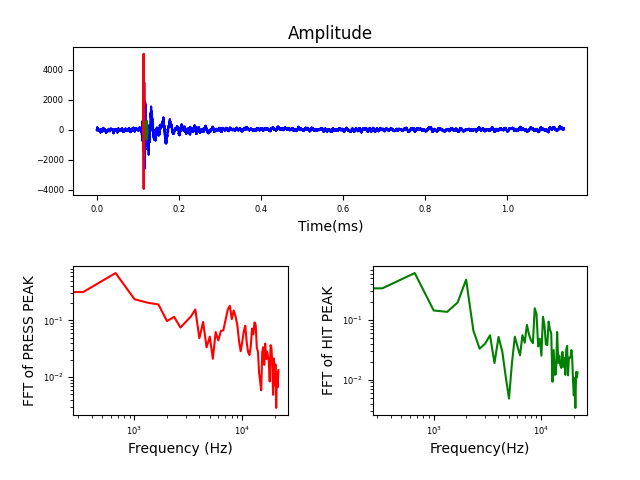 Amplitude
4000
2000
0
−2000
−4000
0.0 0.2 0.4 0.6 0.8 1.0
Time(ms)
FFT of PRESS PEAK
10⁻¹
10⁻²
10³ 10⁴
Frequency (Hz)
FFT of HIT PEAK
10⁻¹
10⁻²
10³ 10⁴
Frequency(Hz)